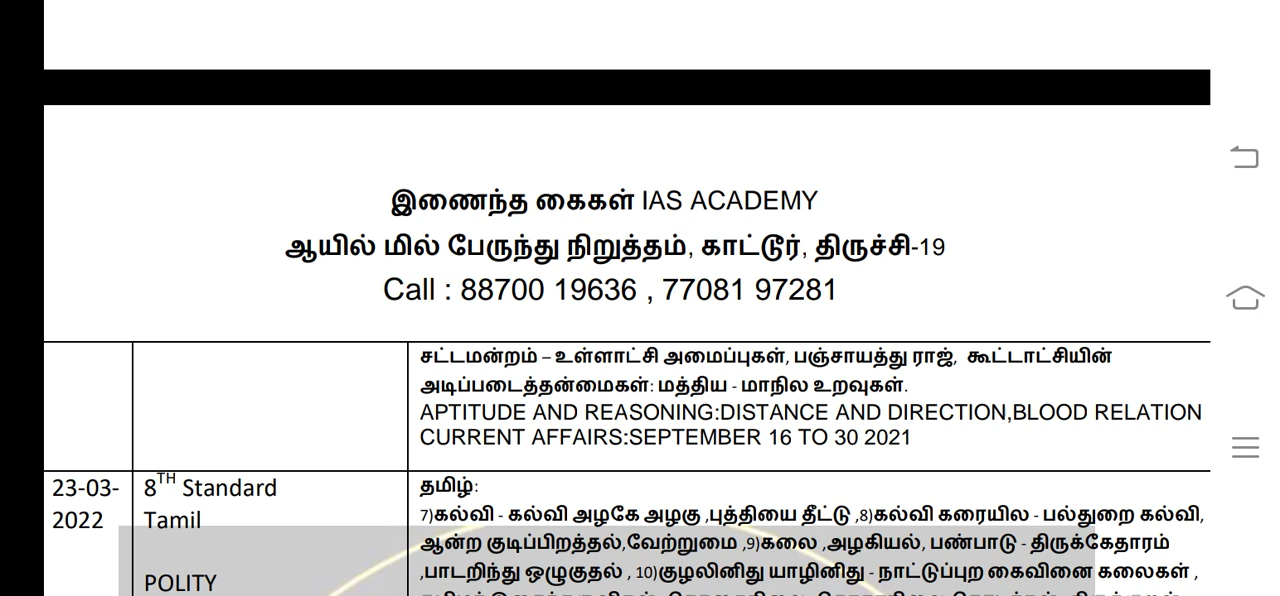 இணைந்த கைகள் IAS ACADEMY
ஆயில் மில் பேருந்து நிறுத்தம், காட்டூர், திருச்சி-19
Call : 88700 19636 , 77081 97281
சட்டமன்றம் – உள்ளாட்சி அமைப்புகள், பஞ்சாயத்து ராஜ், கூட்டாட்சியின்
அடிப்படைத்தன்மைகள்: மத்திய - மாநில உறவுகள்.
APTITUDE AND REASONING:DISTANCE AND DIRECTION,BLOOD RELATION
CURRENT AFFAIRS:SEPTEMBER 16 TO 30 2021
23-03-
2022
8TH Standard
Tamil
POLITY
தமிழ்:
7)கல்வி - கல்வி அழகே அழகு ,புத்தியை தீட்டு ,8)கல்வி கரையில - பல்துறை கல்வி,
ஆன்ற குடிப்பிறத்தல்,வேற்றுமை ,9)கலை ,அழகியல், பண்பாடு - திருக்கேதாரம்
,பாடறிந்து ஒழுகுதல் , 10)குழலினிது யாழினிது - நாட்டுப்புற கைவினை கலைகள் ,